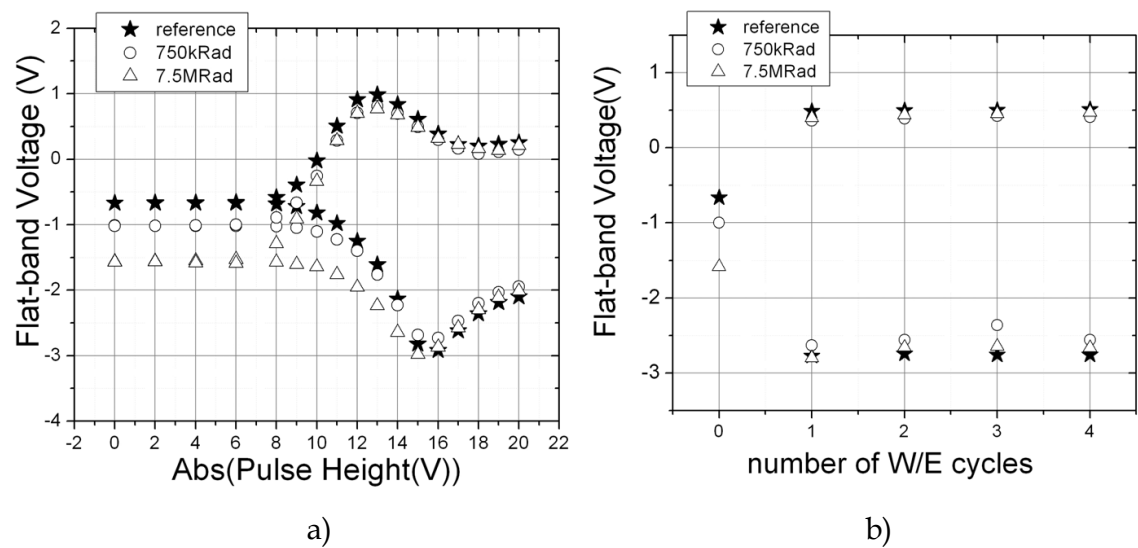 reference
750kRad
7.5MRad
Flat-band Voltage (V)
2
1
0
-1
-2
-3
-4
-2 0 2 4 6 8 10 12 14 16 18 20 22
Abs(Pulse Height(V))
a)
reference
750kRad
7.5MRad
Flat-band Voltage(V)
1
0
-1
-2
-3
0 1 2 3 4
number of W/E cycles
b)